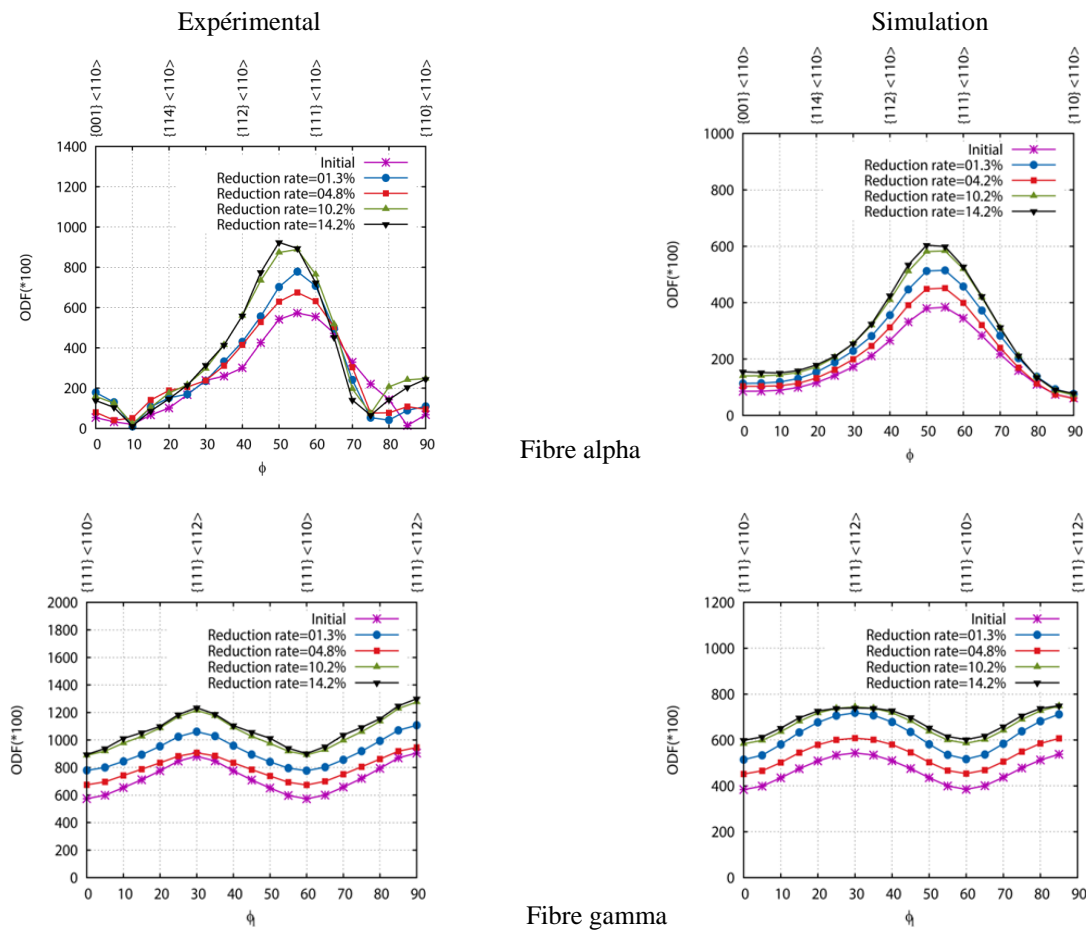 Expérimental
Simulation
{001} <110>
{114} <110>
{112} <110>
{111} <110>
{110} <110>
1400
1200
1000
800
600
400
200
0
ODF(*100)
Initial
Reduction rate=01.3%
Reduction rate=04.8%
Reduction rate=10.2%
Reduction rate=14.2%
0 10 20 30 40 50 60 70 80 90
ϕ
{001} <110>
{114} <110>
{112} <110>
{111} <110>
{110} <110>
1000
800
600
400
200
0
ODF(*100)
Initial
Reduction rate=01.3%
Reduction rate=04.2%
Reduction rate=10.2%
Reduction rate=14.2%
0 10 20 30 40 50 60 70 80 90
ϕ
Fibre alpha
{111} <110>
{111} <112>
{111} <110>
{111} <112>
2000
1800
1600
1400
1200
1000
800
600
400
200
0
ODF(*100)
Initial
Reduction rate=01.3%
Reduction rate=04.8%
Reduction rate=10.2%
Reduction rate=14.2%
0 10 20 30 40 50 60 70 80 90
ϕ₁
{111} <110>
{111} <112>
{111} <110>
{111} <112>
1200
1000
800
600
400
200
0
ODF(*100)
Initial
Reduction rate=01.3%
Reduction rate=04.8%
Reduction rate=10.2%
Reduction rate=14.2%
0 10 20 30 40 50 60 70 80 90
ϕ₁
Fibre gamma